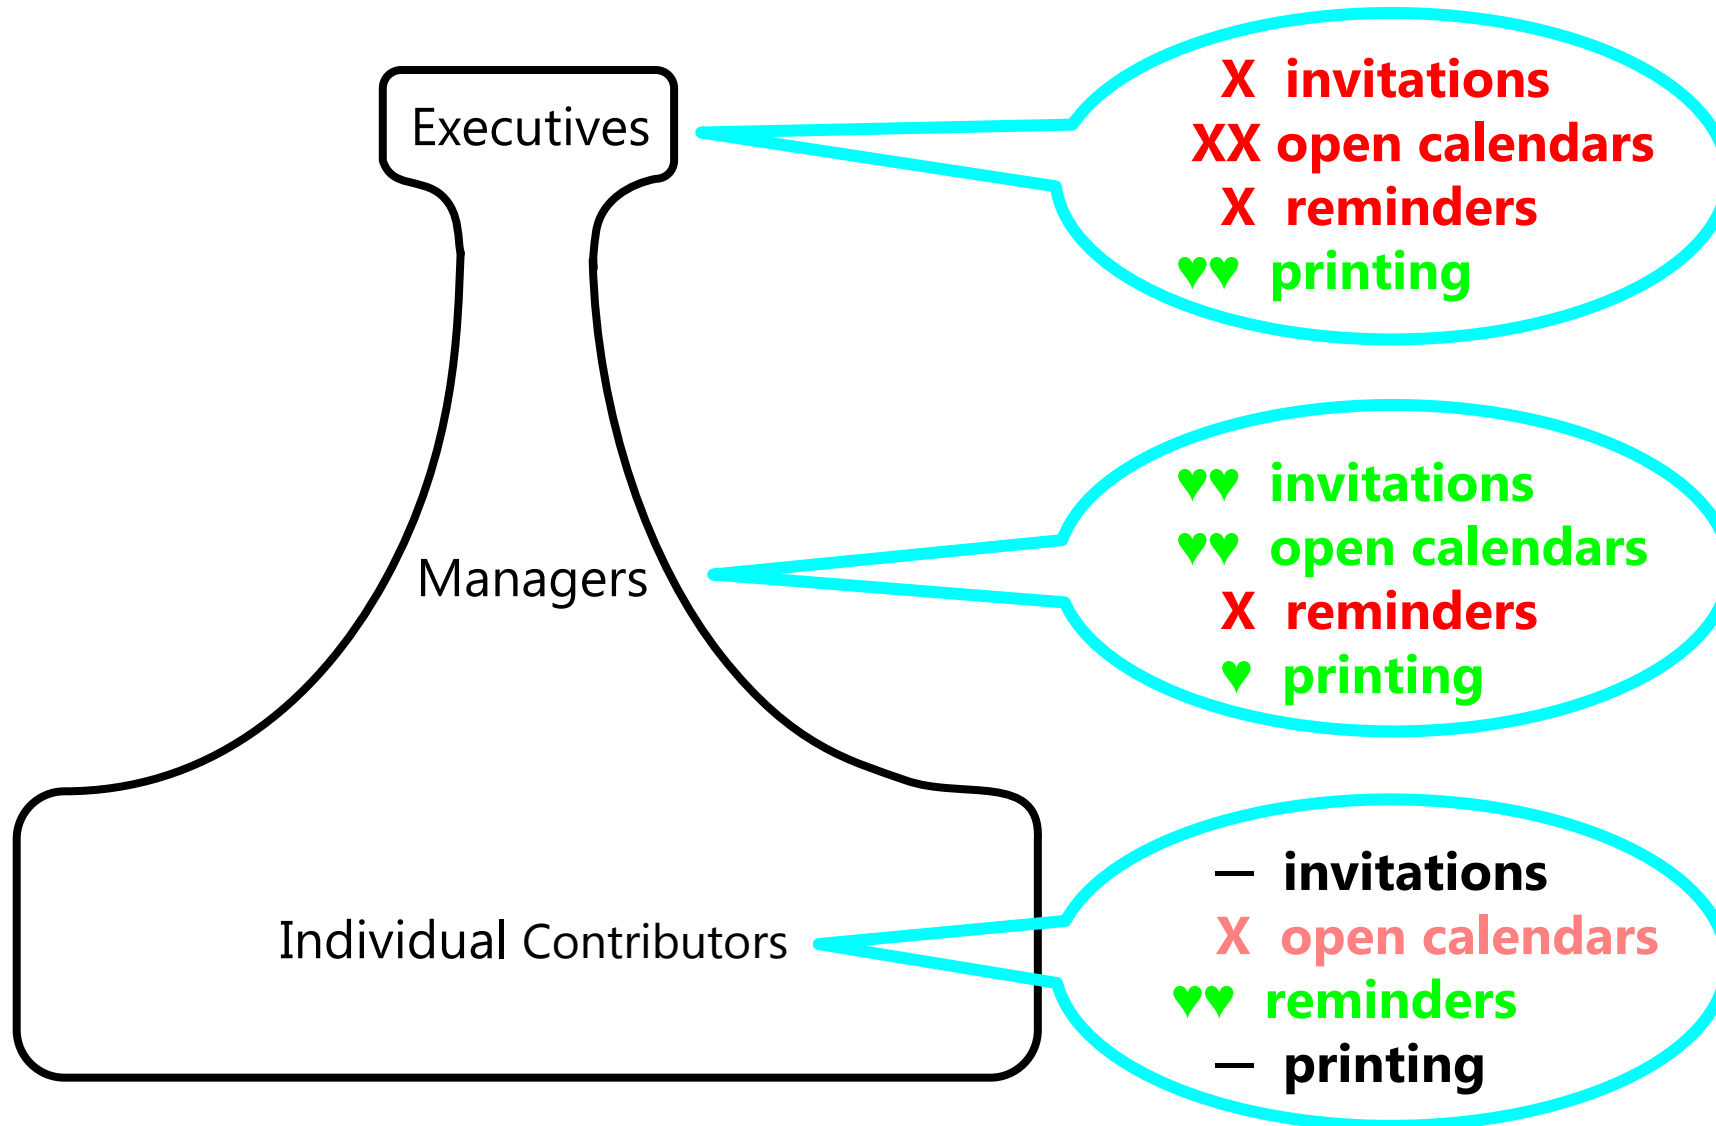 Executives
X invitations
XX open calendars
X reminders
♥♥ printing
Managers
♥♥ invitations
♥♥ open calendars
X reminders
♥ printing
Individual Contributors
— invitations
X open calendars
♥♥ reminders
— printing